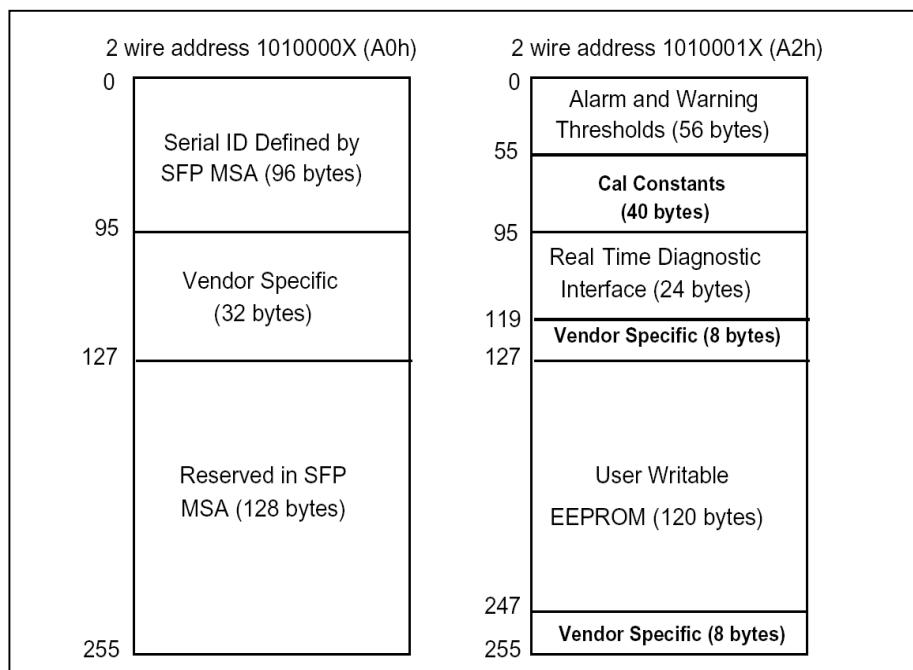 2 wire address 1010000X (A0h)
0
Serial ID Defined by
SFP MSA (96 bytes)
95
Vendor Specific
(32 bytes)
127
Reserved in SFP
MSA (128 bytes)
255
2 wire address 1010001X (A2h)
0
Alarm and Warning
Thresholds (56 bytes)
55
Cal Constants
(40 bytes)
95
Real Time Diagnostic
Interface (24 bytes)
119
Vendor Specific (8 bytes)
127
User Writable
EEPROM (120 bytes)
247
Vendor Specific (8 bytes)
255